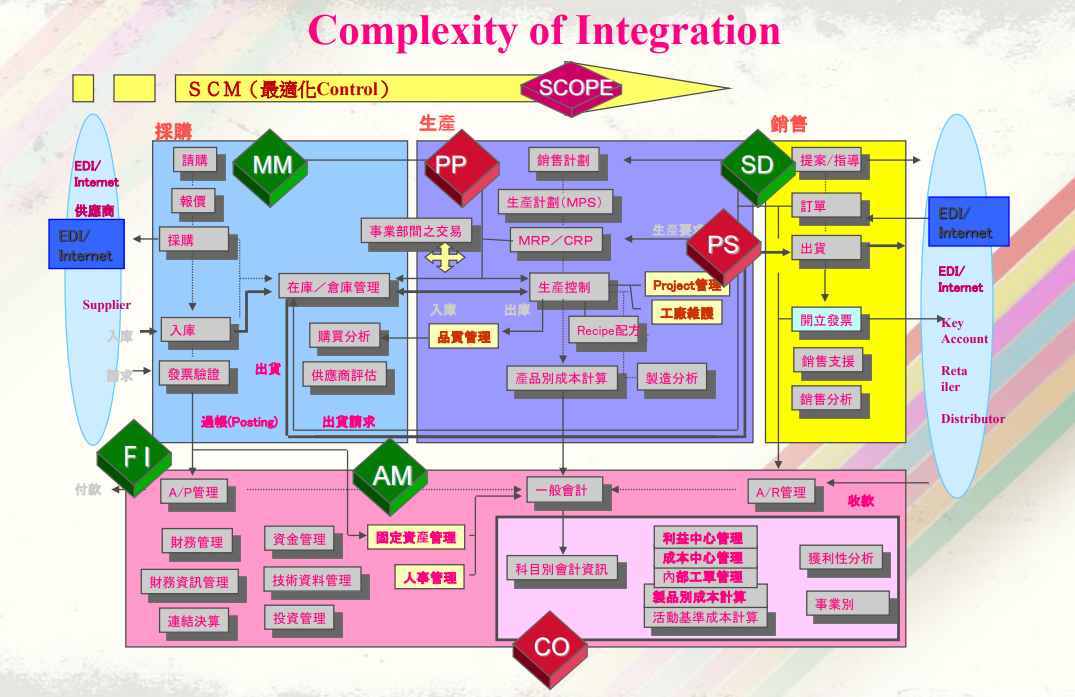 Complexity of Integration
ＳＣＭ（最適化Control）
SCOPE
採購
生產
銷售
EDI/
Internet
供應商
EDI/
Internet
Supplier
入庫
請求
請購
報價
採購
入庫
發票驗證
MM
在庫／倉庫管理
購買分析
供應商評估
出貨
過帳(Posting)
出貨請求
PP
事業部間之交易
銷售計劃
生產計劃(MPS)
MRP／CRP
生產控制
生產要求
入庫
出庫
品質管理
Recipe配方
產品別成本計算
製造分析
Project管理
工廠維護
SD
PS
提案/指導
訂單
出貨
開立發票
銷售支援
銷售分析
EDI/
Internet
EDI/
Internet
Key
Account
Reta
iler
Distributor
ＦＩ
AM
付款
A/P管理
一般會計
A/R管理
收款
財務管理
資金管理
固定資產管理
財務資訊管理
技術資料管理
人事管理
連結決算
投資管理
科目別會計資訊
利益中心管理
成本中心管理
內部工單管理
製品別成本計算
活動基準成本計算
獲利性分析
事業別
CO